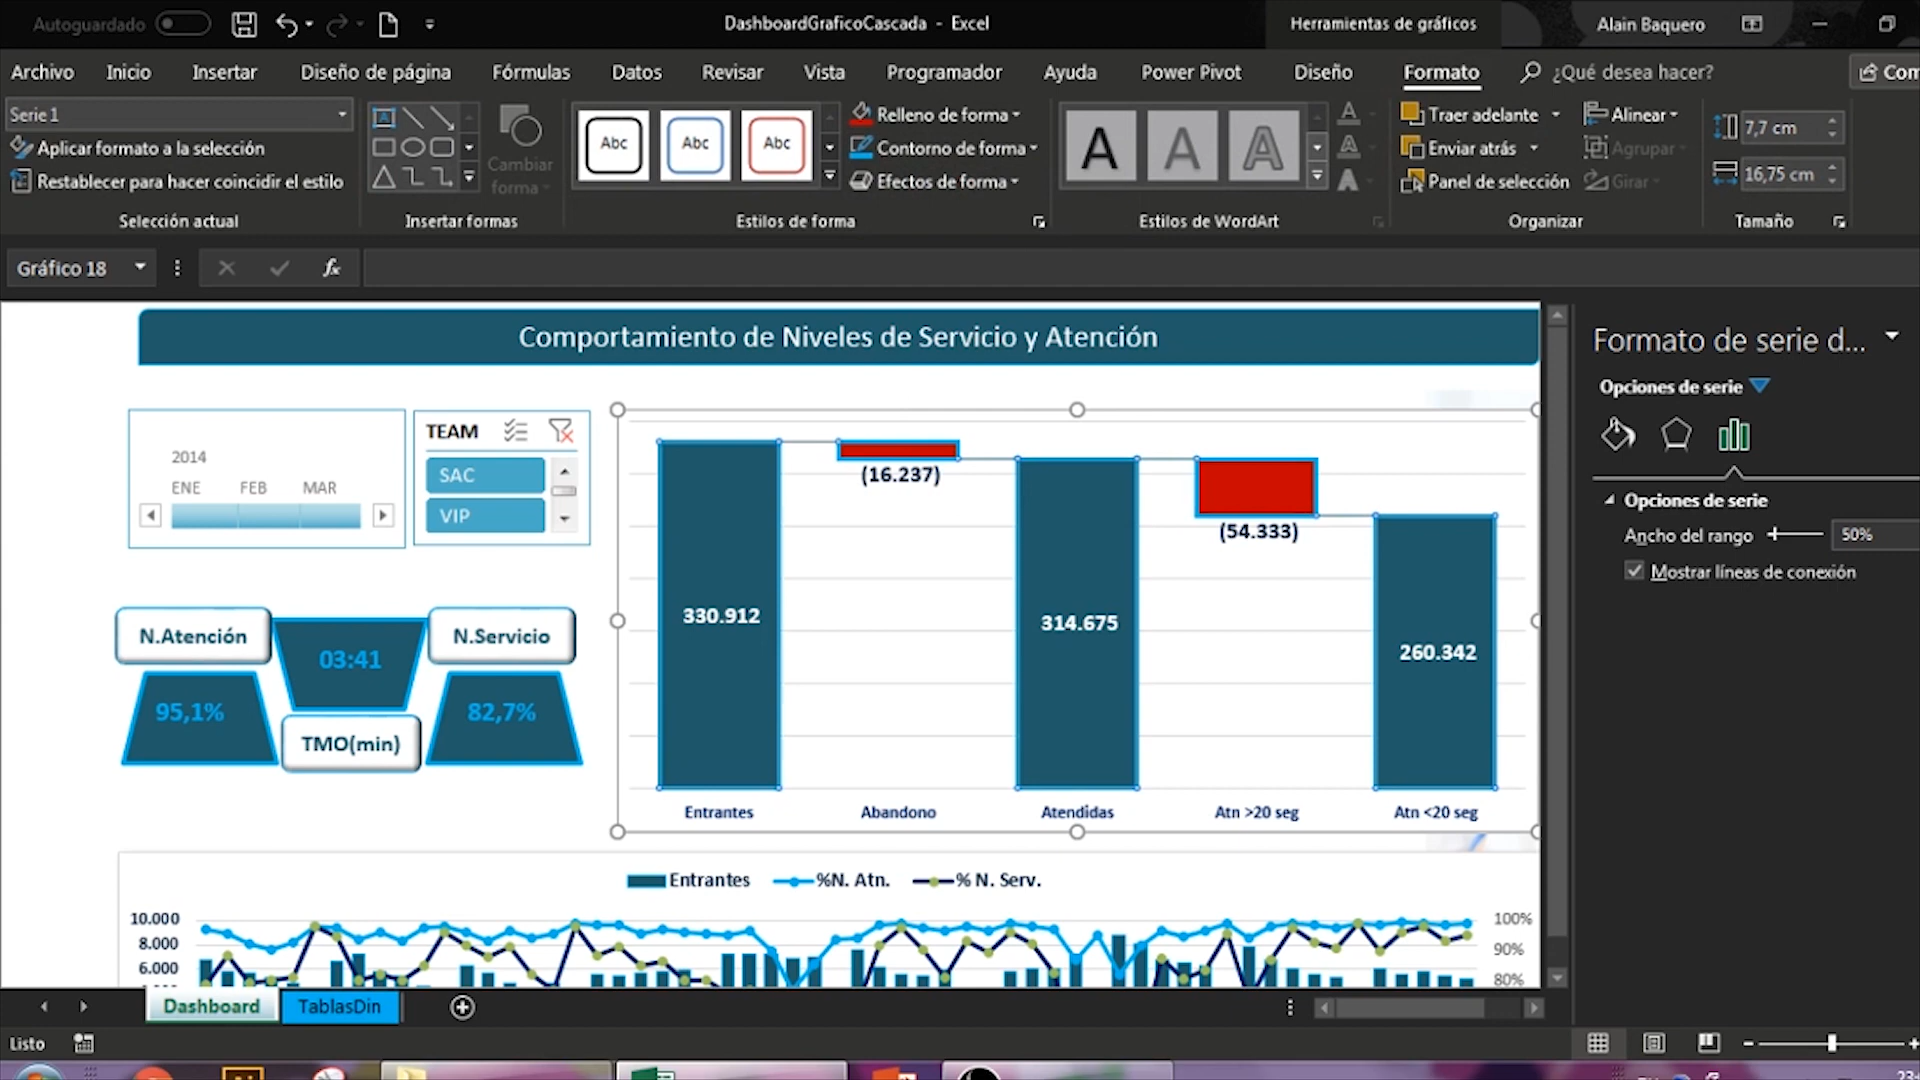 Autoguardado
DashboardGraficoCascada - Excel
Herramientas de gráficos
Alain Baquero
Archivo Inicio Insertar Diseño de página Fórmulas Datos Revisar Vista Programador Ayuda Power Pivot Diseño Formato ¿Qué desea hacer? Com
Serie 1
Aplicar formato a la selección
Restablecer para hacer coincidir el estilo
Selección actual
Cambiar
forma
Insertar formas
Abc Abc Abc
Relleno de forma
Contorno de forma
Efectos de forma
Estilos de forma
A A A
Estilos de WordArt
Traer adelante
Enviar atrás
Panel de selección
Alinear
Agrupar
Girar
Organizar
7,7 cm
16,75 cm
Tamaño
Gráfico 18
fx
Comportamiento de Niveles de Servicio y Atención
2014
ENE FEB MAR
TEAM
SAC
VIP
N.Atención
03:41
N.Servicio
95,1%
82,7%
TMO(min)
(16.237)
(54.333)
330.912
314.675
260.342
Entrantes Abandono Atendidas Atn >20 seg Atn <20 seg
Entrantes %N. Atn. % N. Serv.
10.000
8.000
6.000
100%
90%
80%
Formato de serie d...
Opciones de serie
Opciones de serie
Ancho del rango 50%
Mostrar líneas de conexión
Dashboard TablasDin
Listo